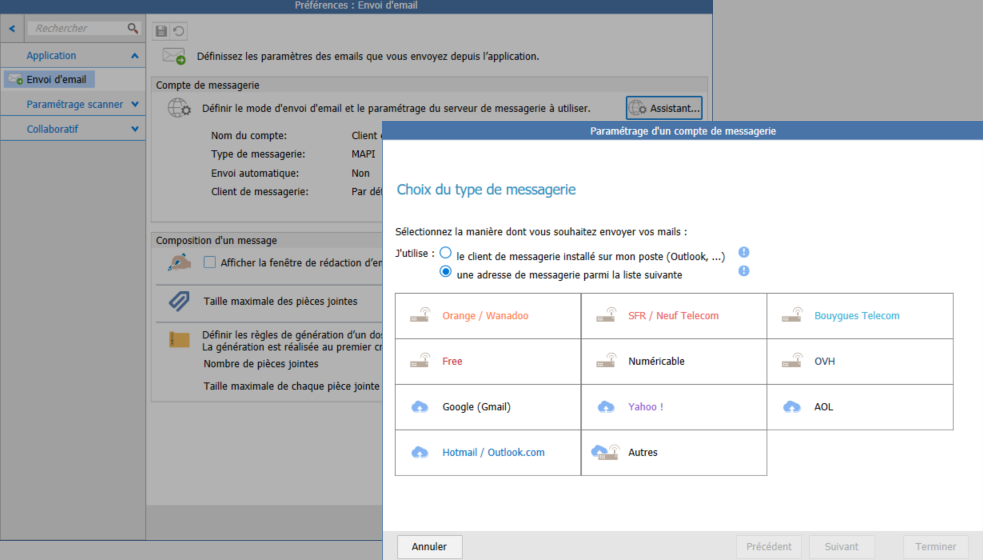 Préférences : Envoi d'email
Rechercher
Application
Envoi d'email
Paramétrage scanner
Collaboratif
Définissez les paramètres des emails que vous envoyez depuis l'application.
Compte de messagerie
Définir le mode d'envoi d'email et le paramétrage du serveur de messagerie à utiliser.
Assistant...
Nom du compte: Client
Type de messagerie: MAPI
Envoi automatique: Non
Client de messagerie: Par dé
Composition d'un message
Afficher la fenêtre de rédaction d'e
Taille maximale des pièces jointes
Définir les règles de génération d'un dos
La génération est réalisée au premier cr
Nombre de pièces jointes
Taille maximale de chaque pièce jointe
Paramétrage d'un compte de messagerie
Choix du type de messagerie
Sélectionnez la manière dont vous souhaitez envoyer vos mails :
J'utilise : le client de messagerie installé sur mon poste (Outlook, ...)
une adresse de messagerie parmi la liste suivante
Orange / Wanadoo
SFR / Neuf Telecom
Bouygues Telecom
Free
Numéricable
OVH
Google (Gmail)
Yahoo !
AOL
Hotmail / Outlook.com
Autres
Annuler
Précédent
Suivant
Terminer